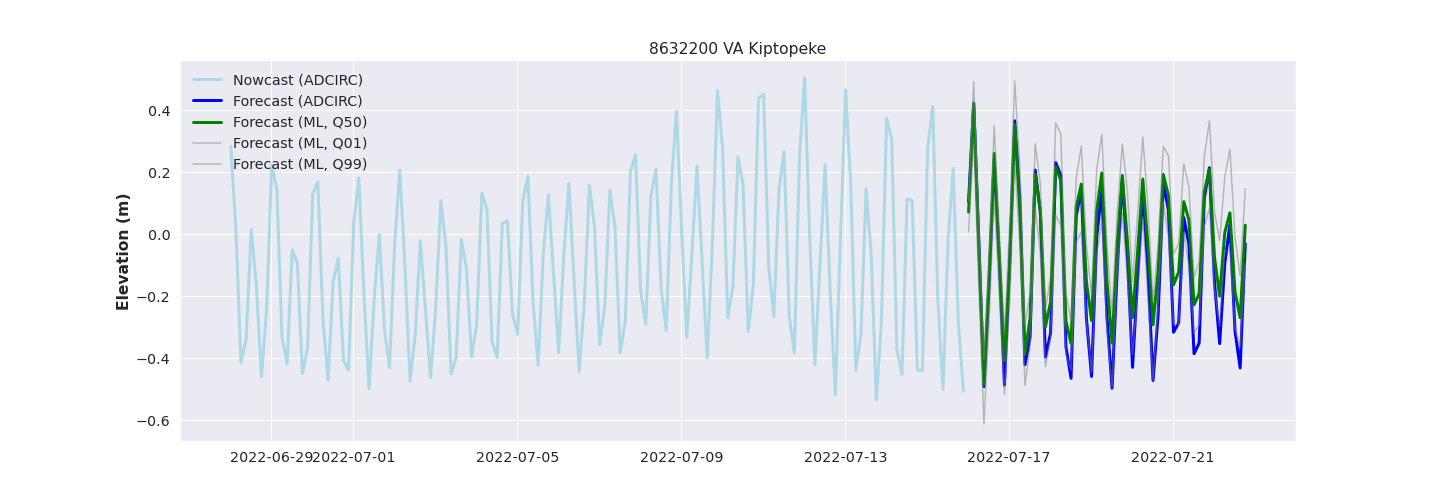 8632200 VA Kiptopeke
Nowcast (ADCIRC)
Forecast (ADCIRC)
Forecast (ML, Q50)
Forecast (ML, Q01)
Forecast (ML, Q99)
Elevation (m)
0.4
0.2
0.0
−0.2
−0.4
−0.6
2022-06-29 2022-07-01 2022-07-05 2022-07-09 2022-07-13 2022-07-17 2022-07-21